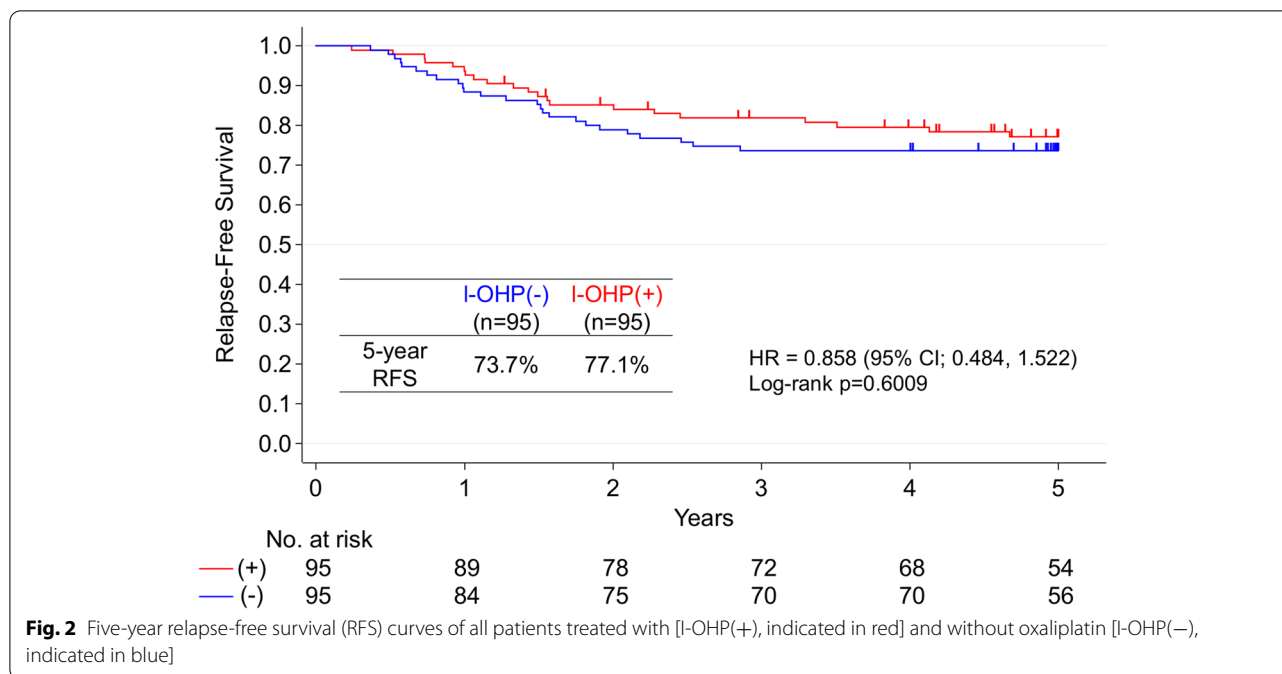 1.0
0.9
0.8
0.7
0.6
0.5
0.4
0.3
0.2
0.1
0.0
Relapse-Free Survival
l-OHP(-) l-OHP(+)
(n=95) (n=95)
5-year
RFS
73.7% 77.1%
HR = 0.858 (95% CI; 0.484, 1.522)
Log-rank p=0.6009
0 1 2 3 4 5
Years
No. at risk
(+) 95 89 78 72 68 54
(-) 95 84 75 70 70 56
Fig. 2 Five-year relapse-free survival (RFS) curves of all patients treated with [l-OHP(+), indicated in red] and without oxaliplatin [l-OHP(−),
indicated in blue]